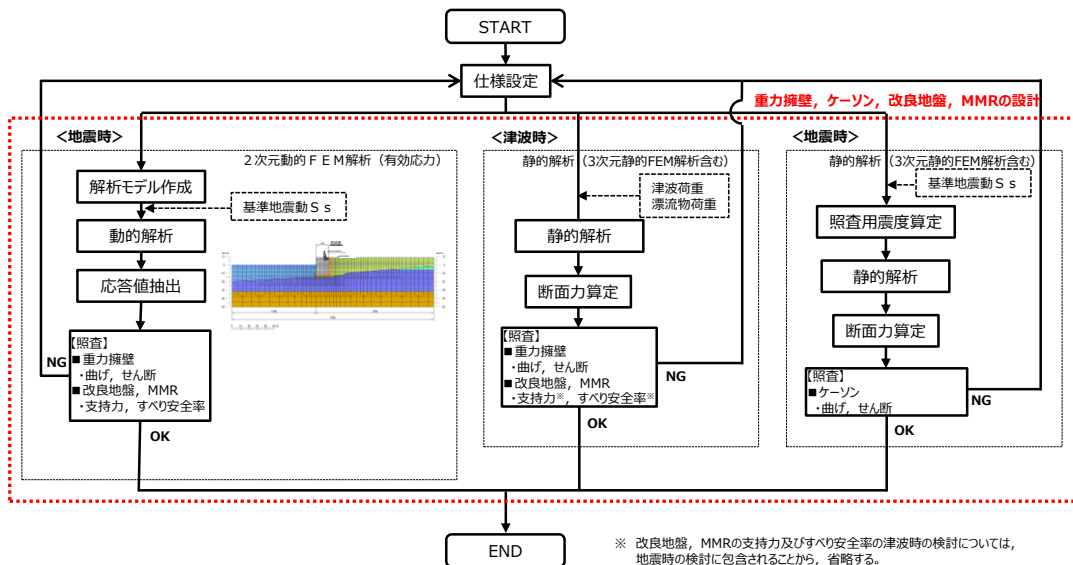 START
仕様設定
重力擁壁，ケーソン，改良地盤，MMRの設計
＜地震時＞
２次元動的ＦＥＭ解析（有効応力）
解析モデル作成
基準地震動Ｓｓ
動的解析
応答値抽出
【照査】
■重力擁壁
・曲げ，せん断
■改良地盤，MMR
・支持力，すべり安全率
NG
OK
＜津波時＞
静的解析（3次元静的FEM解析含む）
津波荷重
漂流物荷重
静的解析
断面力算定
【照査】
■重力擁壁
・曲げ，せん断
■改良地盤，MMR
・支持力※，すべり安全率※
NG
OK
＜地震時＞
静的解析（3次元静的FEM解析含む）
基準地震動Ｓｓ
照査用震度算定
静的解析
断面力算定
【照査】
■ケーソン
・曲げ，せん断
NG
OK
END
※　改良地盤，MMRの支持力及びすべり安全率の津波時の検討については，
地震時の検討に包含されることから，省略する。